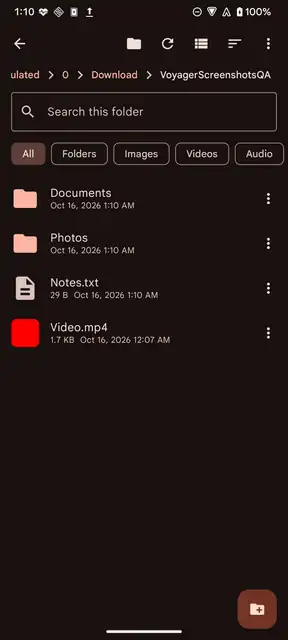 1:10 100%
ulated > 0 > Download > VoyagerScreenshotsQA
Search this folder
All Folders Images Videos Audio
Documents
Oct 16, 2026 1:10 AM
Photos
Oct 16, 2026 1:10 AM
Notes.txt
29 B Oct 16, 2026 1:10 AM
Video.mp4
1.7 KB Oct 16, 2026 12:07 AM